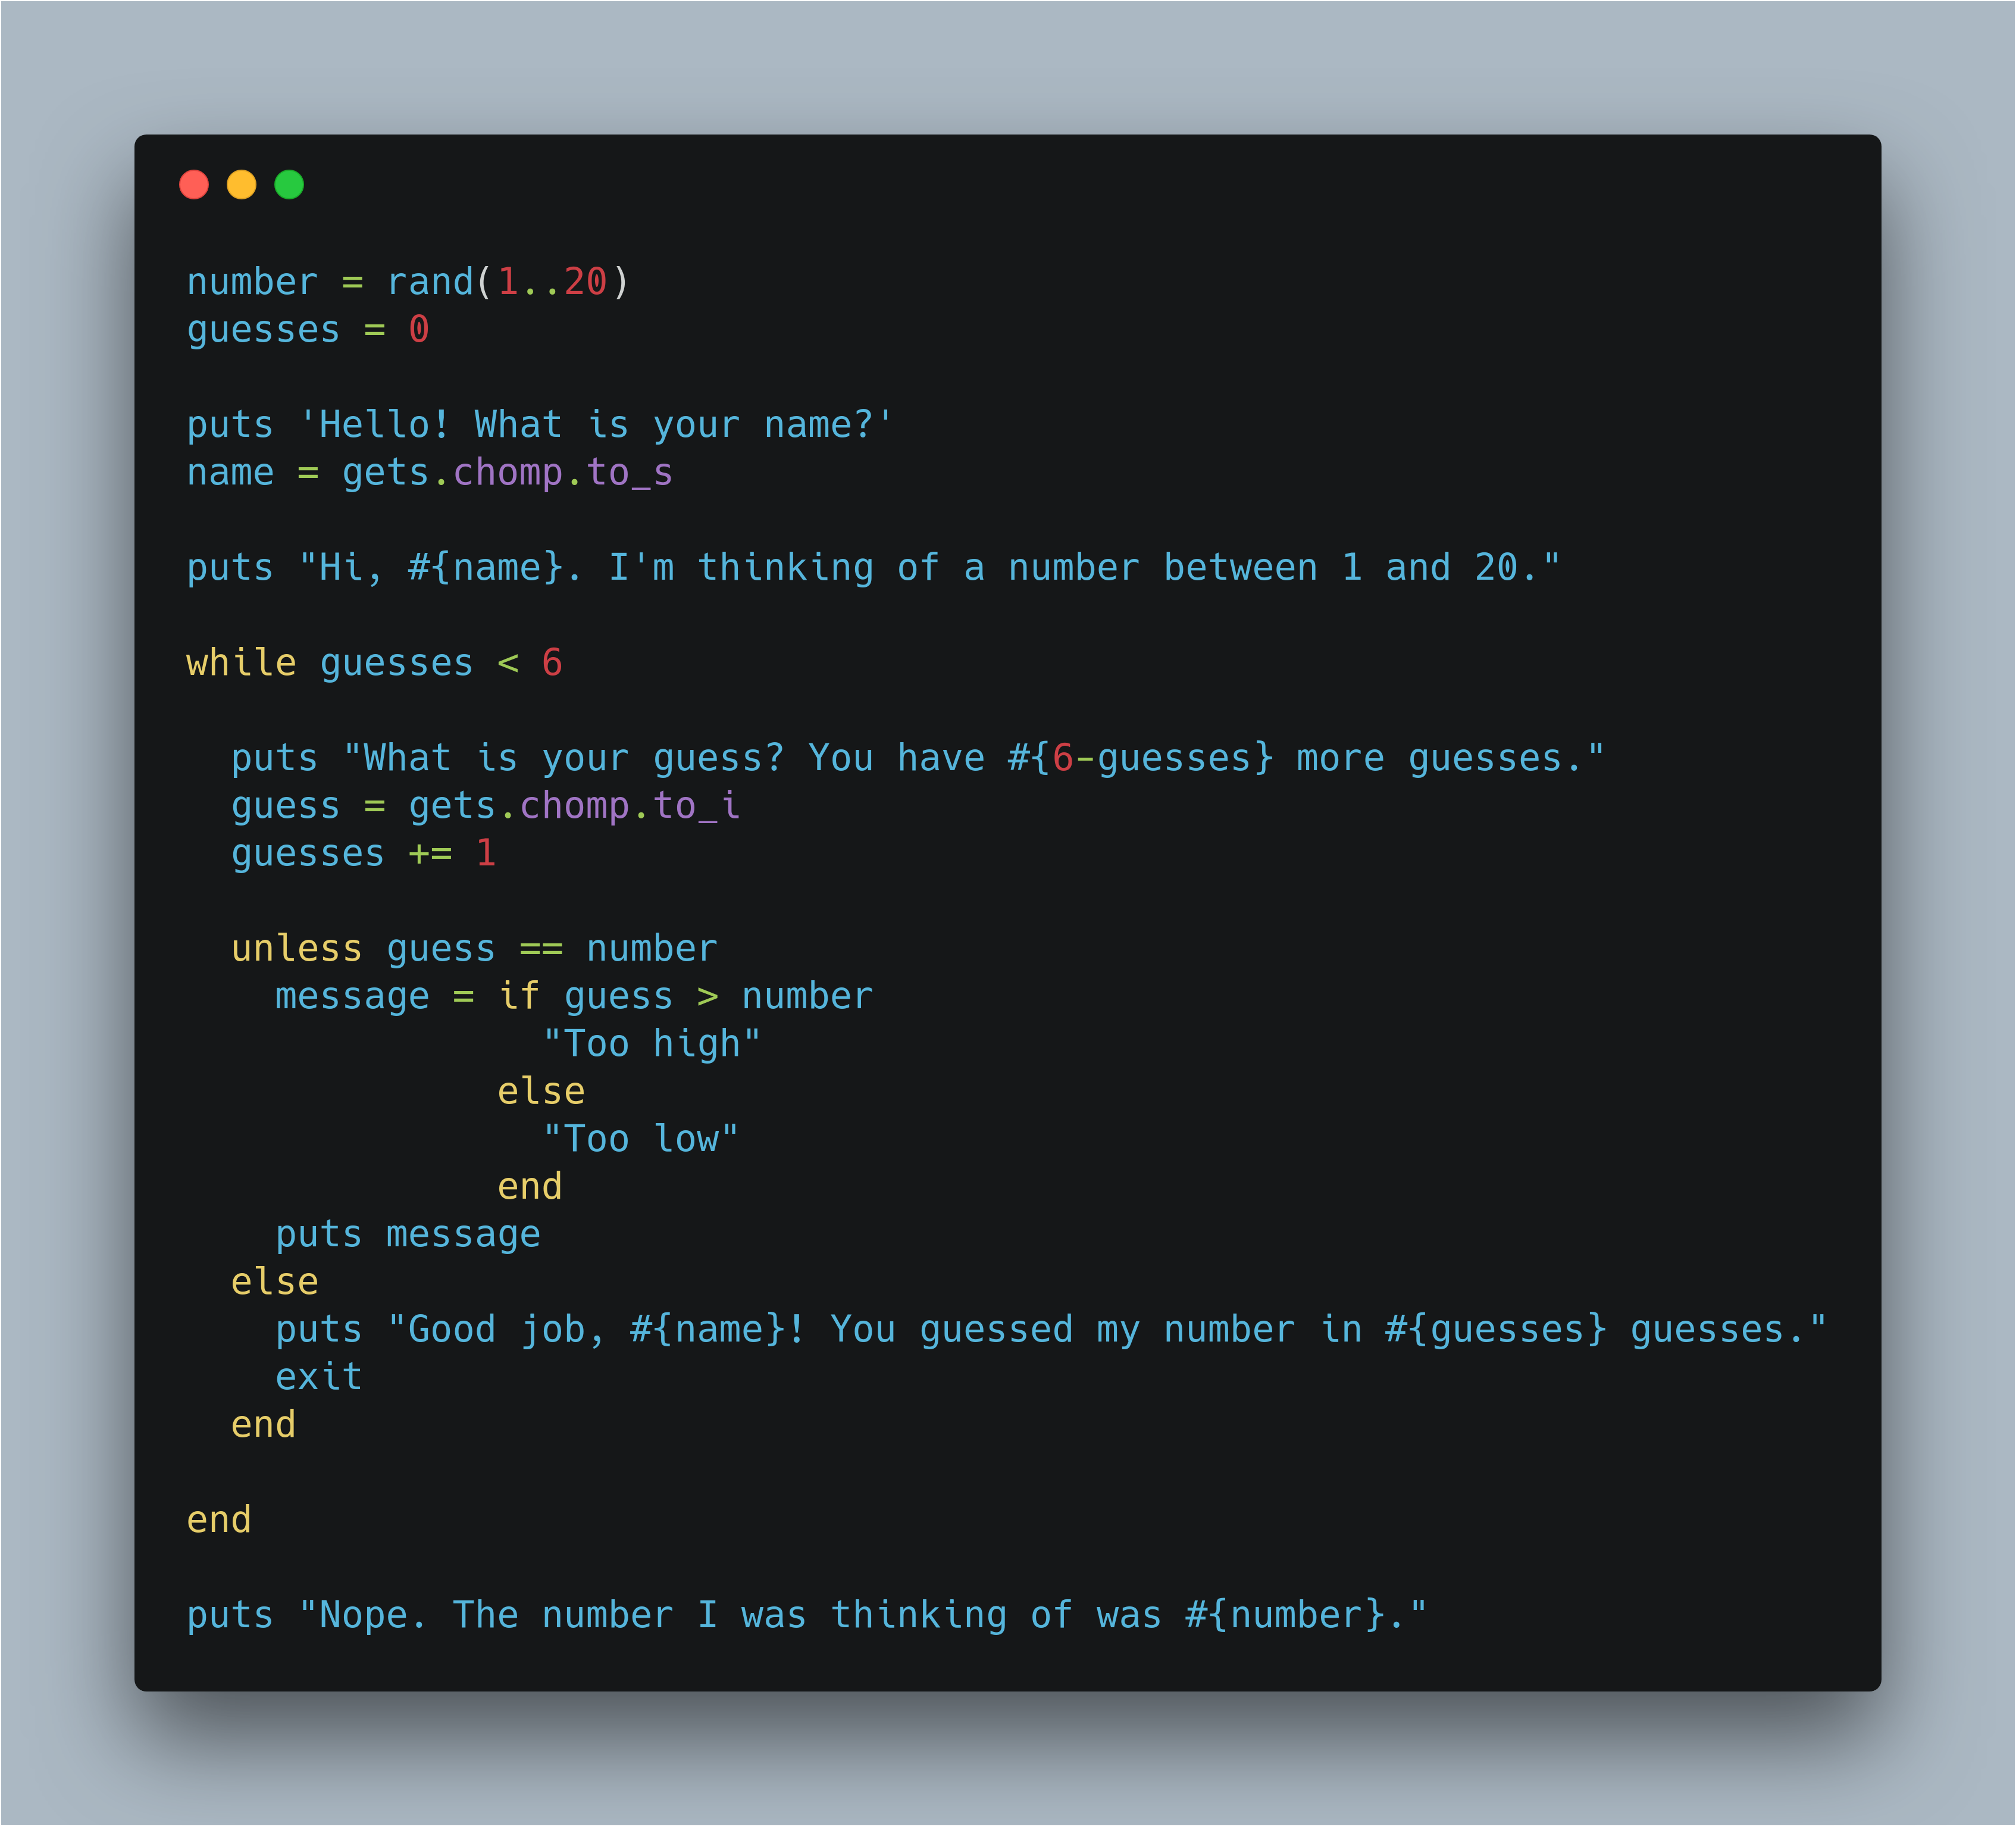 number = rand(1..20)
guesses = 0
puts 'Hello! What is your name?'
name = gets.chomp.to_s
puts "Hi, #{name}. I'm thinking of a number between 1 and 20."
while guesses < 6
  puts "What is your guess? You have #{6-guesses} more guesses."
  guess = gets.chomp.to_i
  guesses += 1
  unless guess == number
    message = if guess > number
                "Too high"
              else
                "Too low"
              end
    puts message
  else
    puts "Good job, #{name}! You guessed my number in #{guesses} guesses."
    exit
  end
end
puts "Nope. The number I was thinking of was #{number}."